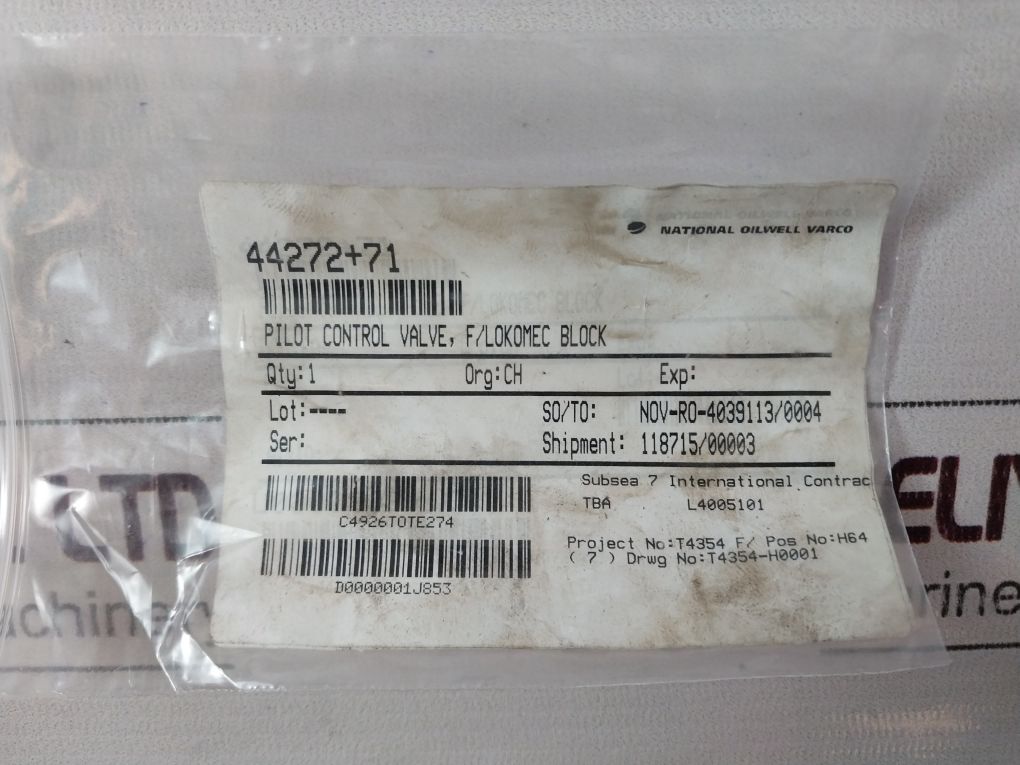 NATIONAL OILWELL VARCO
44272+71
PILOT CONTROL VALVE, F/LOKOMEC BLOCK
Qty:1 Org:CH Exp:
Lot:---- SO/TO: NOV-RO-4039113/0004
Ser: Shipment: 118715/00003
Subsea 7 International Contrac
TBA L4005101
C4926TOTE274
Project No:T4354 F/ Pos No:H64
(7) Drwg No:T4354-H0001
D0000001J853
LTD